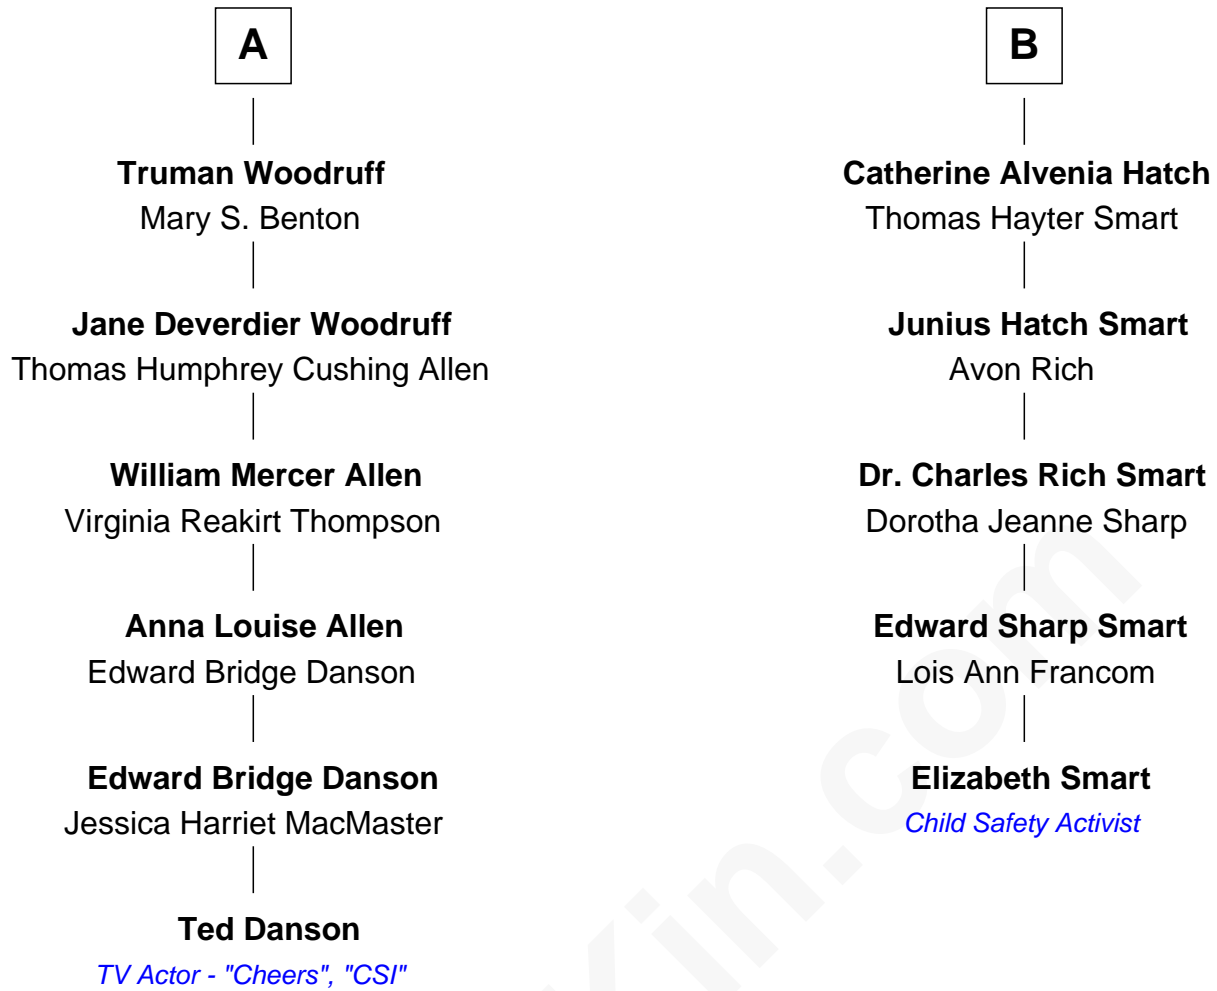 A
Truman Woodruff
Mary S. Benton
Jane Deverdier Woodruff
Thomas Humphrey Cushing Allen
William Mercer Allen
Virginia Reakirt Thompson
Anna Louise Allen
Edward Bridge Danson
Edward Bridge Danson
Jessica Harriet MacMaster
Ted Danson
TV Actor - "Cheers", "CSI"
B
Catherine Alvenia Hatch
Thomas Hayter Smart
Junius Hatch Smart
Avon Rich
Dr. Charles Rich Smart
Dorotha Jeanne Sharp
Edward Sharp Smart
Lois Ann Francom
Elizabeth Smart
Child Safety Activist